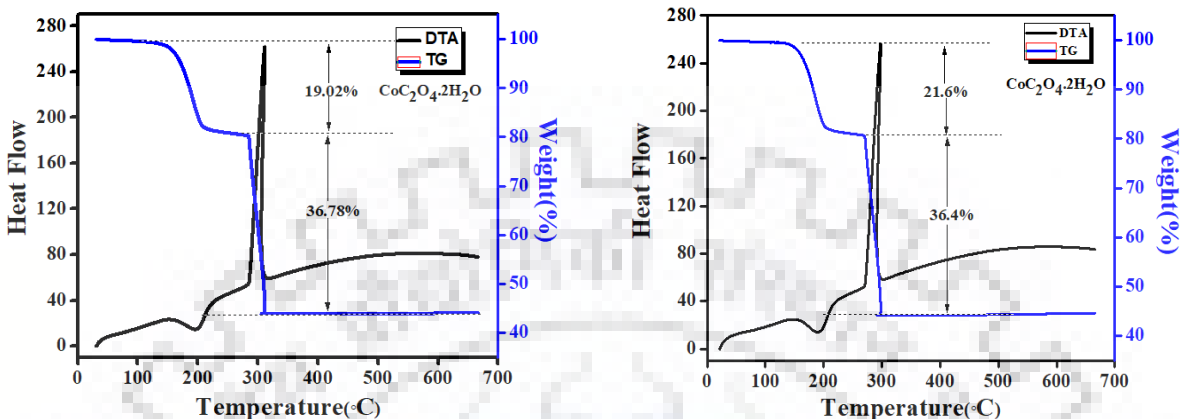 280
240
200
160
120
80
40
0
Heat Flow
DTA
TG
CoC₂O₄.2H₂O
19.02%
36.78%
100
90
80
70
60
50
40
Weight(%)
0 100 200 300 400 500 600 700
Temperature(◦C)
280
240
200
160
120
80
40
0
Heat Flow
DTA
TG
CoC₂O₄.2H₂O
21.6%
36.4%
100
90
80
70
60
50
40
Weight(%)
0 100 200 300 400 500 600 700
Temperature(◦C)